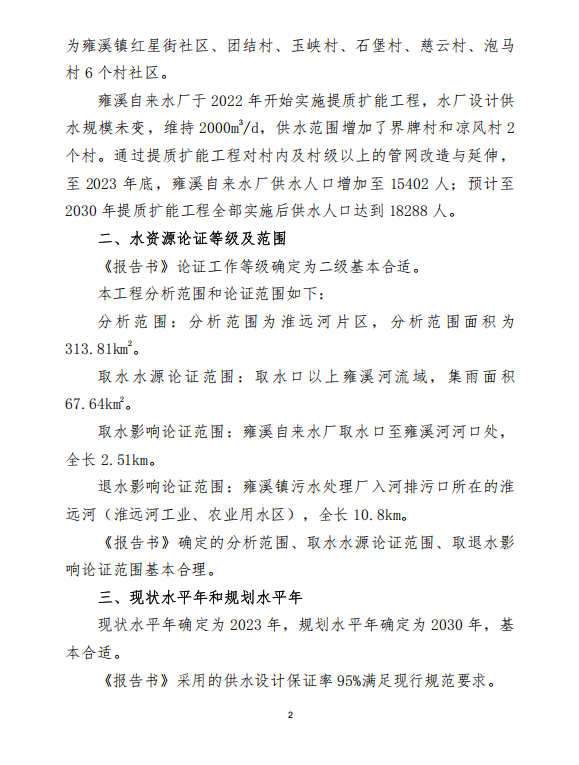 为雍溪镇红星街社区、团结村、玉峡村、石堡村、慈云村、泡马
村 6 个村社区。
雍溪自来水厂于 2022 年开始实施提质扩能工程，水厂设计供
水规模未变，维持 2000m³/d，供水范围增加了界牌村和凉风村 2
个村。通过提质扩能工程对村内及村级以上的管网改造与延伸，
至 2023 年底，雍溪自来水厂供水人口增加至 15402 人；预计至
2030 年提质扩能工程全部实施后供水人口达到 18288 人。
二、水资源论证等级及范围
《报告书》论证工作等级确定为二级基本合适。
本工程分析范围和论证范围如下：
分析范围：分析范围为淮远河片区，分析范围面积为
313.81km²。
取水水源论证范围：取水口以上雍溪河流域，集雨面积
67.64km²。
取水影响论证范围：雍溪自来水厂取水口至雍溪河河口处，
全长 2.51km。
退水影响论证范围：雍溪镇污水处理厂入河排污口所在的淮
远河（淮远河工业、农业用水区），全长 10.8km。
《报告书》确定的分析范围、取水水源论证范围、取退水影
响论证范围基本合理。
三、现状水平年和规划水平年
现状水平年确定为 2023 年，规划水平年确定为 2030 年，基
本合适。
《报告书》采用的供水设计保证率 95%满足现行规范要求。
2